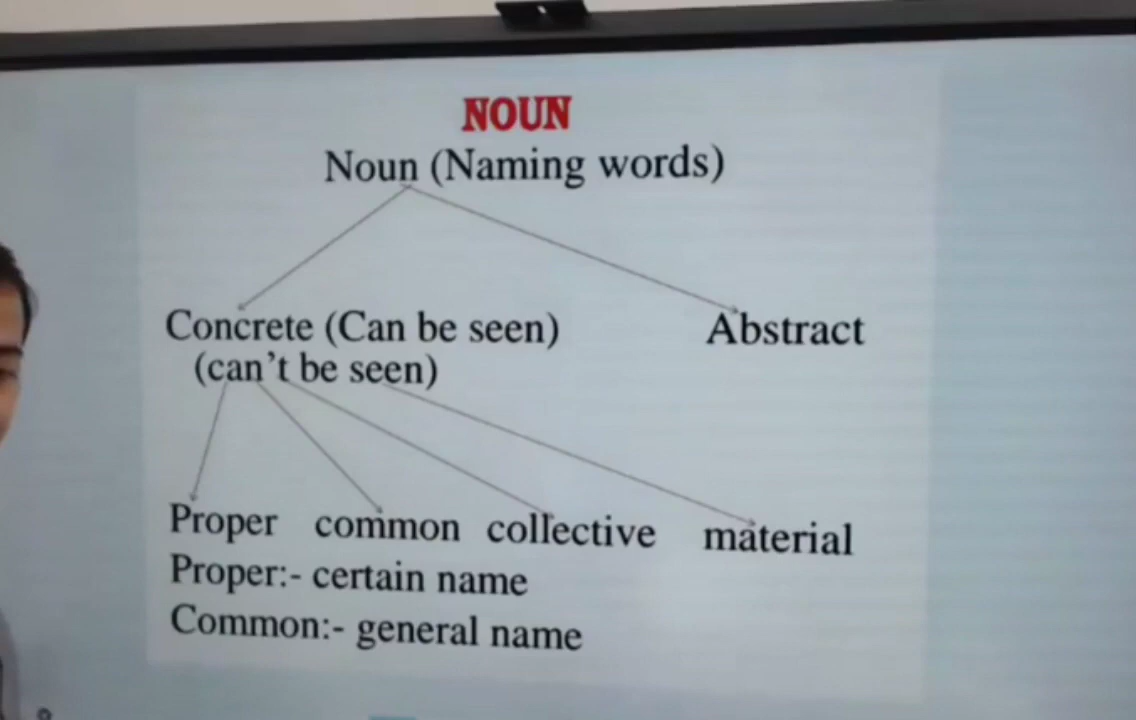 NOUN
Noun (Naming words)
Concrete (Can be seen) Abstract
(can't be seen)
Proper common collective material
Proper:- certain name
Common:- general name